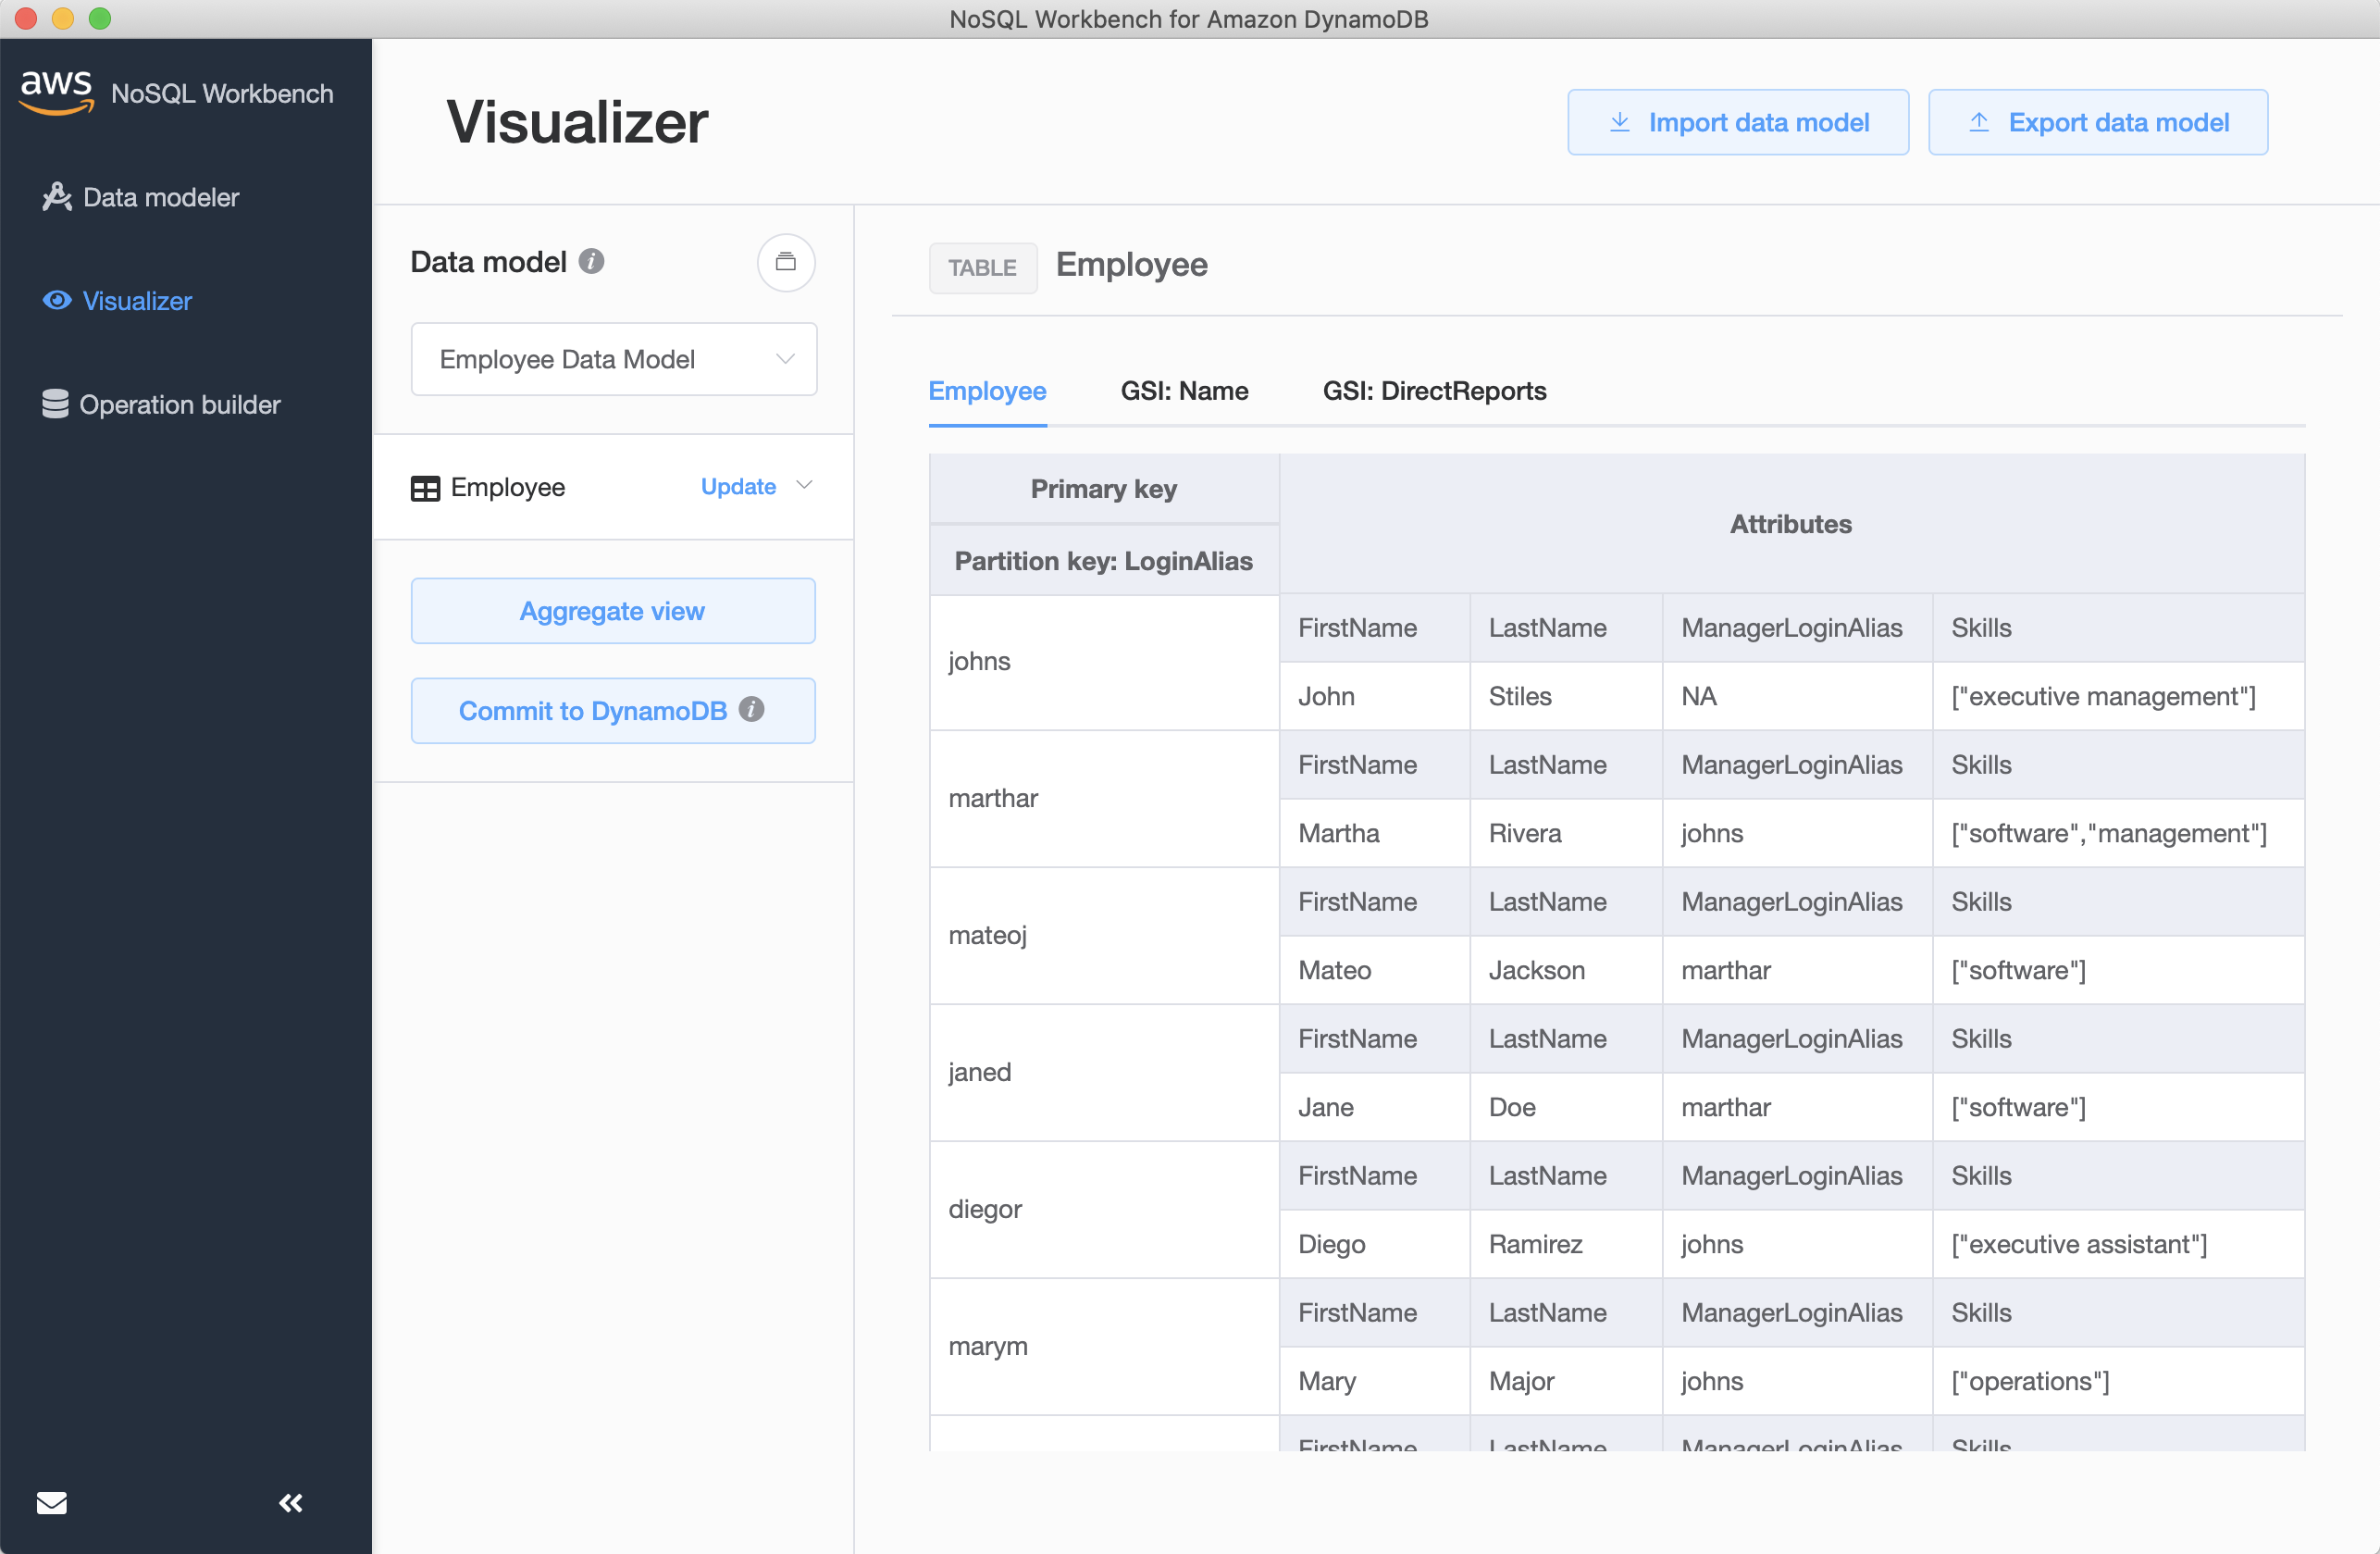 NoSQL Workbench for Amazon DynamoDB
aws NoSQL Workbench
Data modeler
Visualizer
Operation builder
Visualizer
Import data model
Export data model
Data model
Employee Data Model
Employee Update
Aggregate view
Commit to DynamoDB
TABLE Employee
Employee GSI: Name GSI: DirectReports
Primary key
Attributes
Partition key: LoginAlias
johns
FirstName LastName ManagerLoginAlias Skills
John Stiles NA ["executive management"]
marthar
FirstName LastName ManagerLoginAlias Skills
Martha Rivera johns ["software","management"]
mateoj
FirstName LastName ManagerLoginAlias Skills
Mateo Jackson marthar ["software"]
janed
FirstName LastName ManagerLoginAlias Skills
Jane Doe marthar ["software"]
diegor
FirstName LastName ManagerLoginAlias Skills
Diego Ramirez johns ["executive assistant"]
marym
FirstName LastName ManagerLoginAlias Skills
Mary Major johns ["operations"]
FirstName LastName ManagerLoginAlias Skills